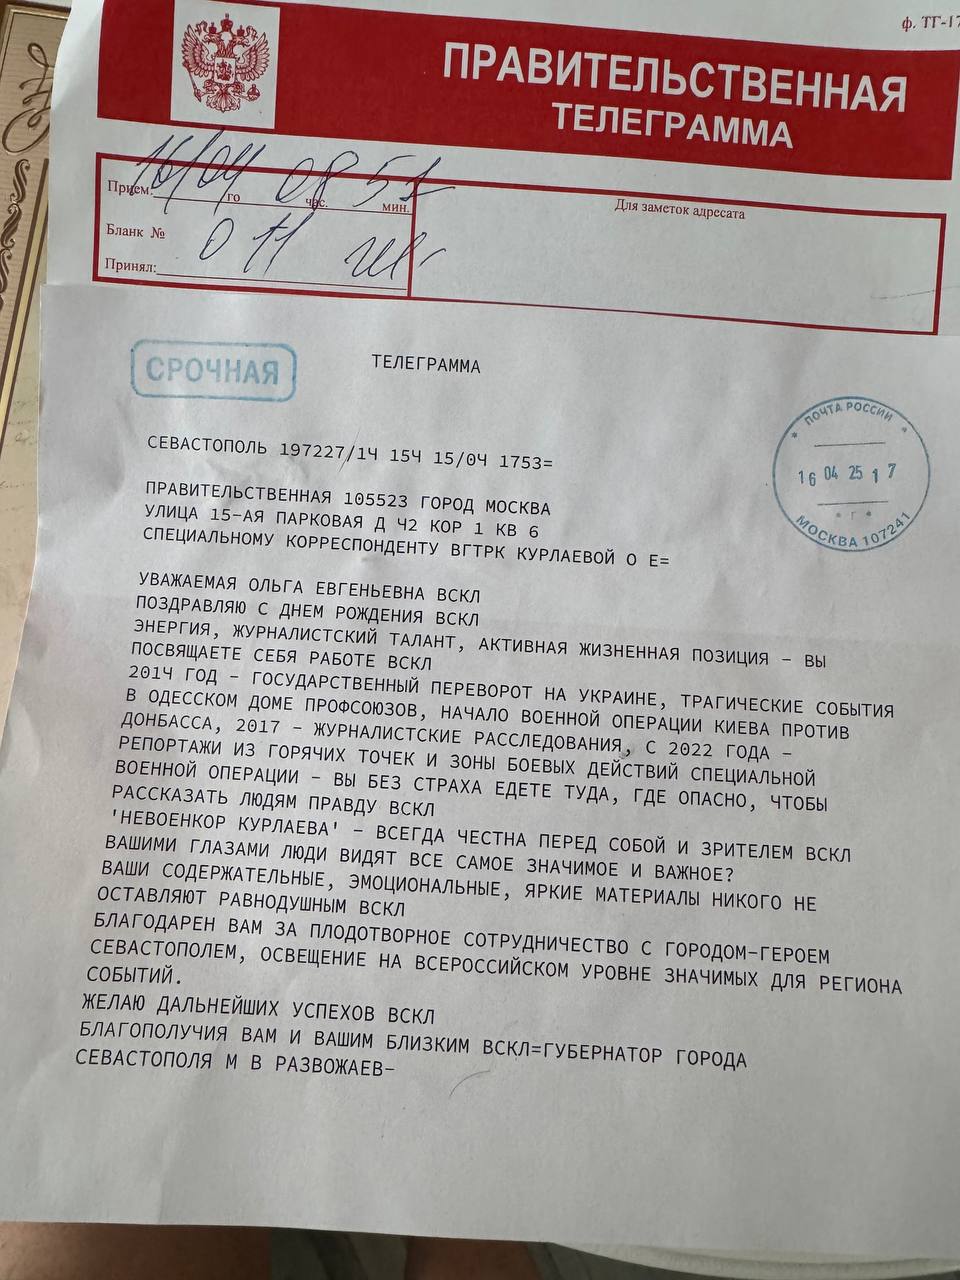 ф. ТГ-17
ПРАВИТЕЛЬСТВЕННАЯ
ТЕЛЕГРАММА
Прием: 16/04 го 08 час. 51 мин.
Бланк № 011
Принял:
Для заметок адресата
СРОЧНАЯ
ТЕЛЕГРАММА
ПОЧТА РОССИИ
16 04 25 17
* Г *
МОСКВА 107241
СЕВАСТОПОЛЬ 197227/1Ч 15Ч 15/0Ч 1753=
ПРАВИТЕЛЬСТВЕННАЯ 105523 ГОРОД МОСКВА
УЛИЦА 15-АЯ ПАРКОВАЯ Д Ч2 КОР 1 КВ 6
СПЕЦИАЛЬНОМУ КОРРЕСПОНДЕНТУ ВГТРК КУРЛАЕВОЙ О Е=
УВАЖАЕМАЯ ОЛЬГА ЕВГЕНЬЕВНА ВСКЛ
ПОЗДРАВЛЯЮ С ДНЕМ РОЖДЕНИЯ ВСКЛ
ЭНЕРГИЯ, ЖУРНАЛИСТСКИЙ ТАЛАНТ, АКТИВНАЯ ЖИЗНЕННАЯ ПОЗИЦИЯ - ВЫ
ПОСВЯЩАЕТЕ СЕБЯ РАБОТЕ ВСКЛ
201Ч ГОД - ГОСУДАРСТВЕННЫЙ ПЕРЕВОРОТ НА УКРАИНЕ, ТРАГИЧЕСКИЕ СОБЫТИЯ
В ОДЕССКОМ ДОМЕ ПРОФСОЮЗОВ, НАЧАЛО ВОЕННОЙ ОПЕРАЦИИ КИЕВА ПРОТИВ
ДОНБАССА, 2017 - ЖУРНАЛИСТСКИЕ РАССЛЕДОВАНИЯ, С 2022 ГОДА -
РЕПОРТАЖИ ИЗ ГОРЯЧИХ ТОЧЕК И ЗОНЫ БОЕВЫХ ДЕЙСТВИЙ СПЕЦИАЛЬНОЙ
ВОЕННОЙ ОПЕРАЦИИ - ВЫ БЕЗ СТРАХА ЕДЕТЕ ТУДА, ГДЕ ОПАСНО, ЧТОБЫ
РАССКАЗАТЬ ЛЮДЯМ ПРАВДУ ВСКЛ
'НЕВОЕНКОР КУРЛАЕВА' - ВСЕГДА ЧЕСТНА ПЕРЕД СОБОЙ И ЗРИТЕЛЕМ ВСКЛ
ВАШИМИ ГЛАЗАМИ ЛЮДИ ВИДЯТ ВСЕ САМОЕ ЗНАЧИМОЕ И ВАЖНОЕ?
ВАШИ СОДЕРЖАТЕЛЬНЫЕ, ЭМОЦИОНАЛЬНЫЕ, ЯРКИЕ МАТЕРИАЛЫ НИКОГО НЕ
ОСТАВЛЯЮТ РАВНОДУШНЫМ ВСКЛ
БЛАГОДАРЕН ВАМ ЗА ПЛОДОТВОРНОЕ СОТРУДНИЧЕСТВО С ГОРОДОМ-ГЕРОЕМ
СЕВАСТОПОЛЕМ, ОСВЕЩЕНИЕ НА ВСЕРОССИЙСКОМ УРОВНЕ ЗНАЧИМЫХ ДЛЯ РЕГИОНА
СОБЫТИЙ.
ЖЕЛАЮ ДАЛЬНЕЙШИХ УСПЕХОВ ВСКЛ
БЛАГОПОЛУЧИЯ ВАМ И ВАШИМ БЛИЗКИМ ВСКЛ=ГУБЕРНАТОР ГОРОДА
СЕВАСТОПОЛЯ М В РАЗВОЖАЕВ-